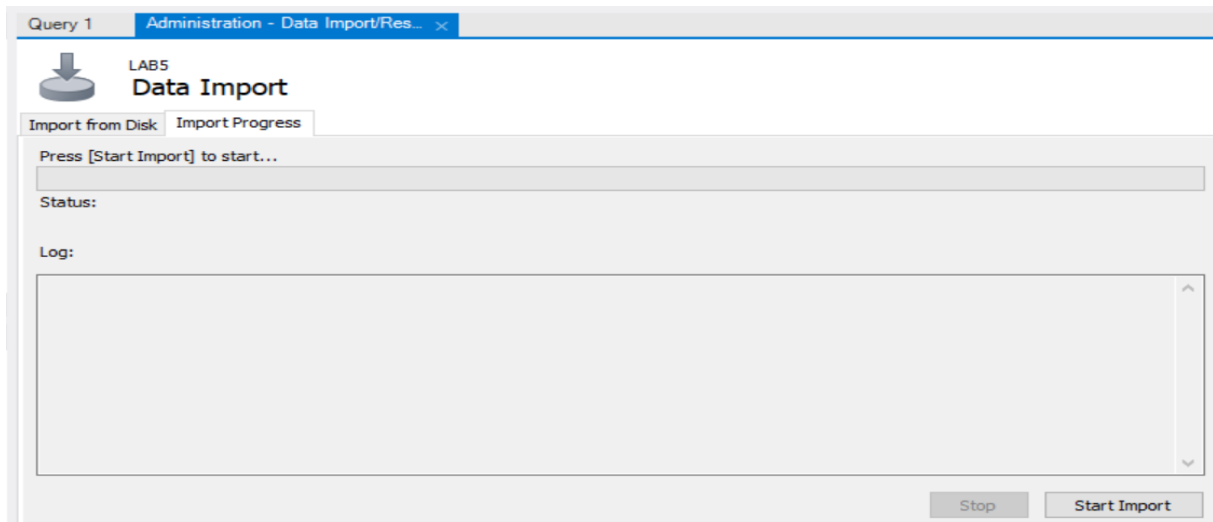 Query 1 Administration - Data Import/Res...
LAB5
Data Import
Import from Disk Import Progress
Press [Start Import] to start...
Status:
Log:
Stop Start Import